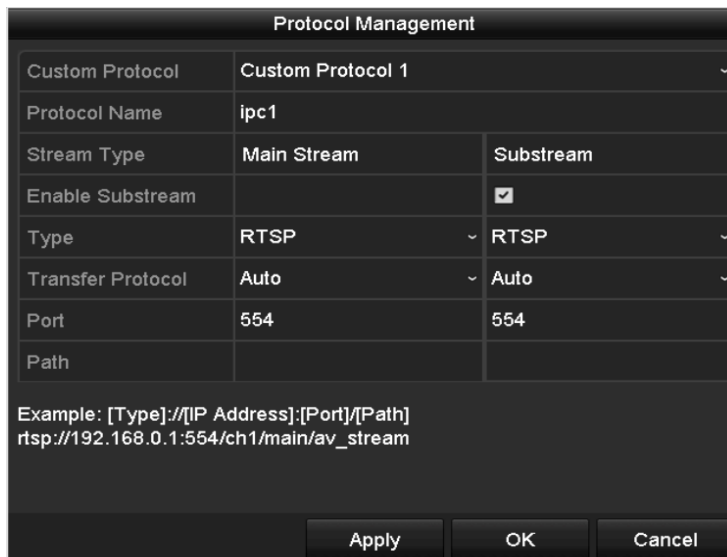 Protocol Management
Custom Protocol Custom Protocol 1
Protocol Name ipc1
Stream Type Main Stream Substream
Enable Substream
Type RTSP RTSP
Transfer Protocol Auto Auto
Port 554 554
Path
Example: [Type]://[IP Address]:[Port]/[Path]
rtsp://192.168.0.1:554/ch1/main/av_stream
Apply OK Cancel